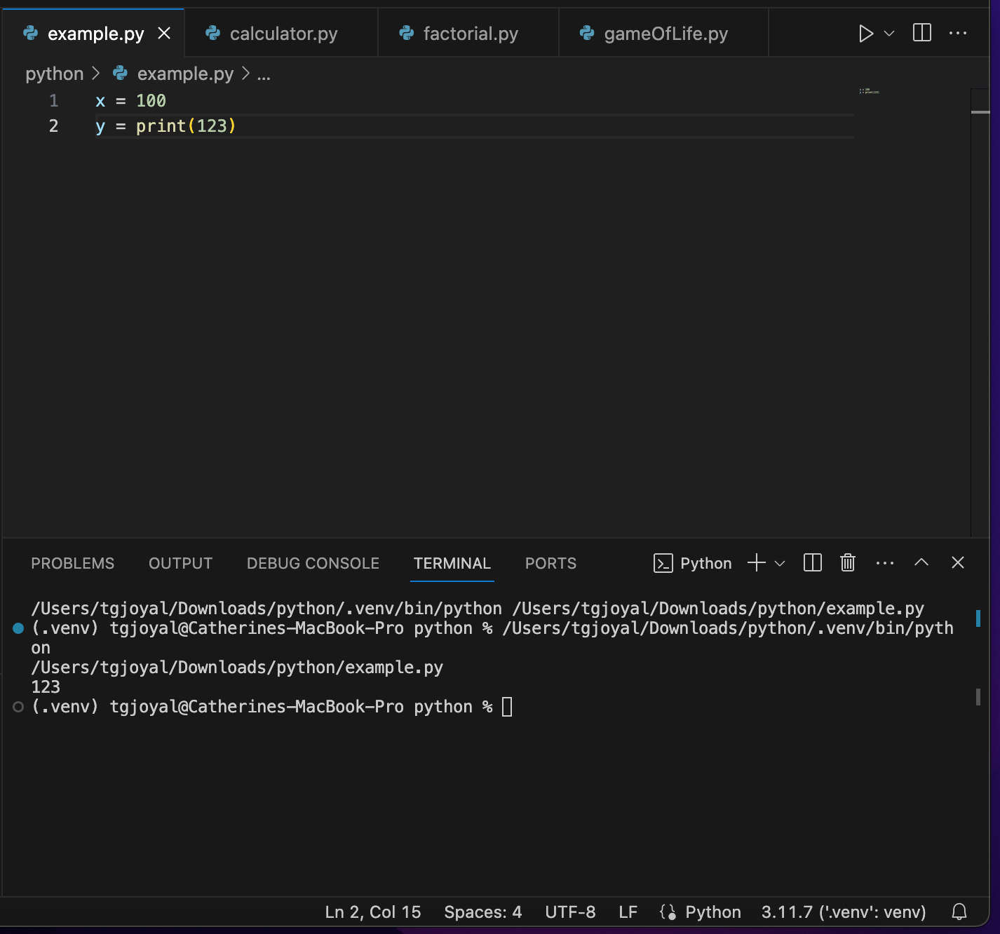 example.py calculator.py factorial.py gameOfLife.py
python > example.py > ...
1 x = 100
2 y = print(123)
PROBLEMS OUTPUT DEBUG CONSOLE TERMINAL PORTS Python
/Users/tgjoyal/Downloads/python/.venv/bin/python /Users/tgjoyal/Downloads/python/example.py
(.venv) tgjoyal@Catherines-MacBook-Pro python % /Users/tgjoyal/Downloads/python/.venv/bin/pyth
on
/Users/tgjoyal/Downloads/python/example.py
123
(.venv) tgjoyal@Catherines-MacBook-Pro python %
Ln 2, Col 15 Spaces: 4 UTF-8 LF Python 3.11.7 ('.venv': venv)